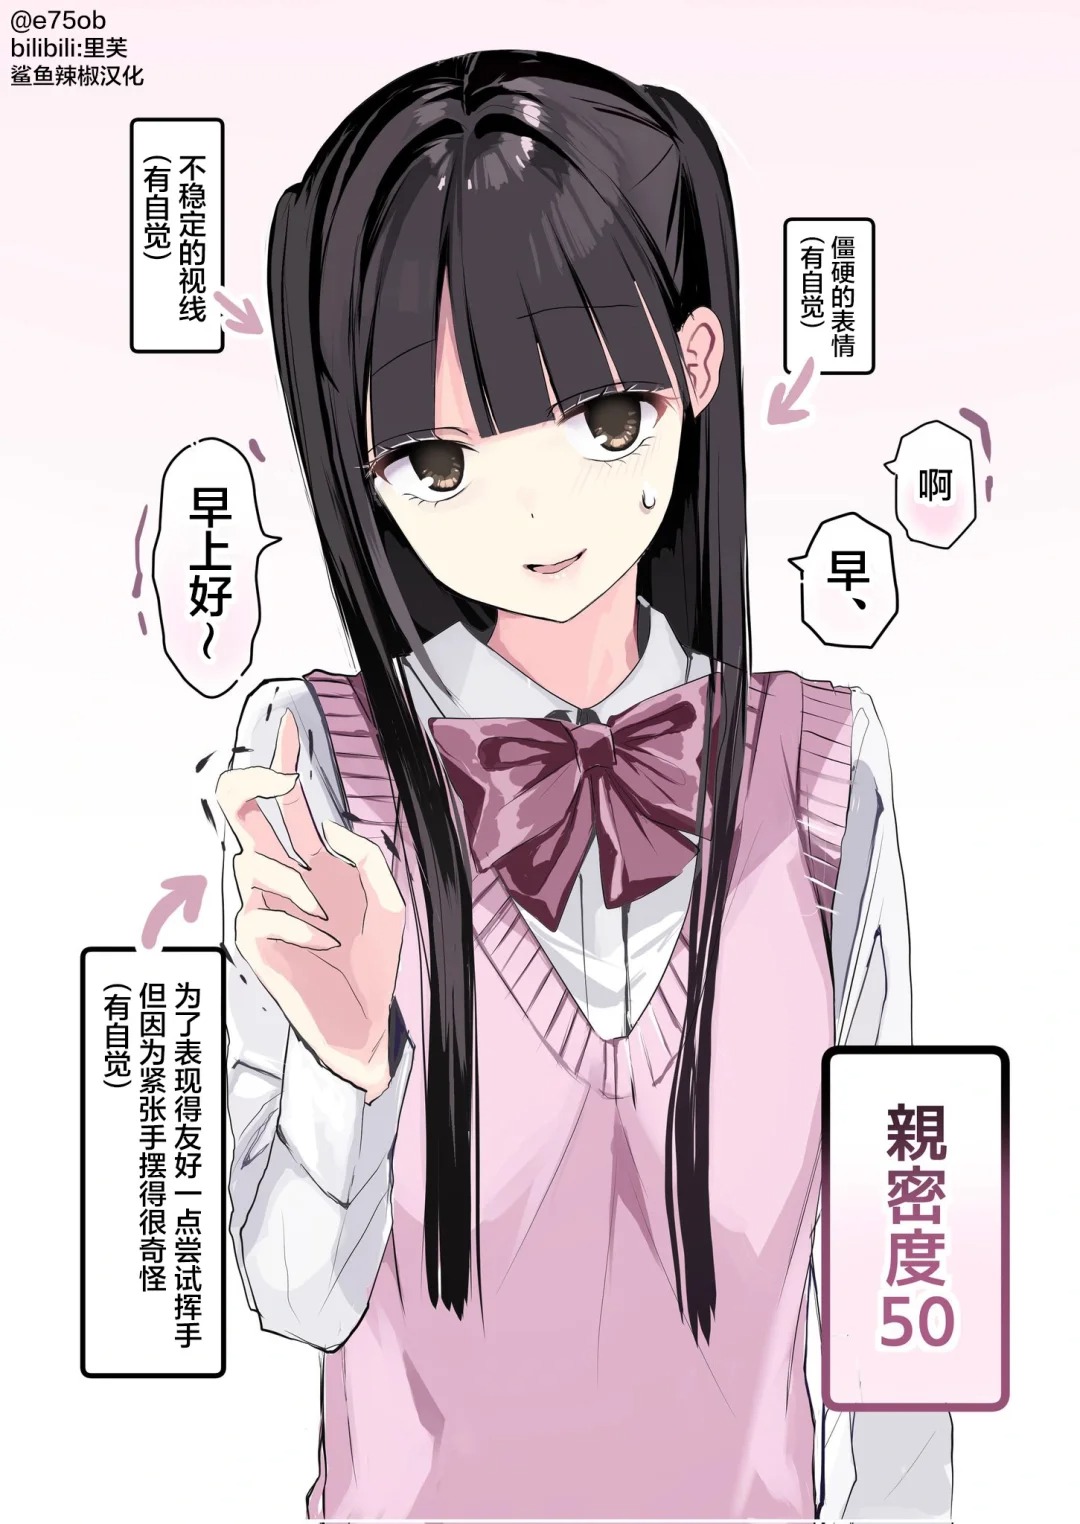 @e75ob
bilibili:里芙
鲨鱼辣椒汉化
不稳定的视线
(有自觉)
僵硬的表情
(有自觉)
啊
早、
早上好~
为了表现得友好一点尝试挥手
但因为紧张手摆得很奇怪
(有自觉)
親密度50